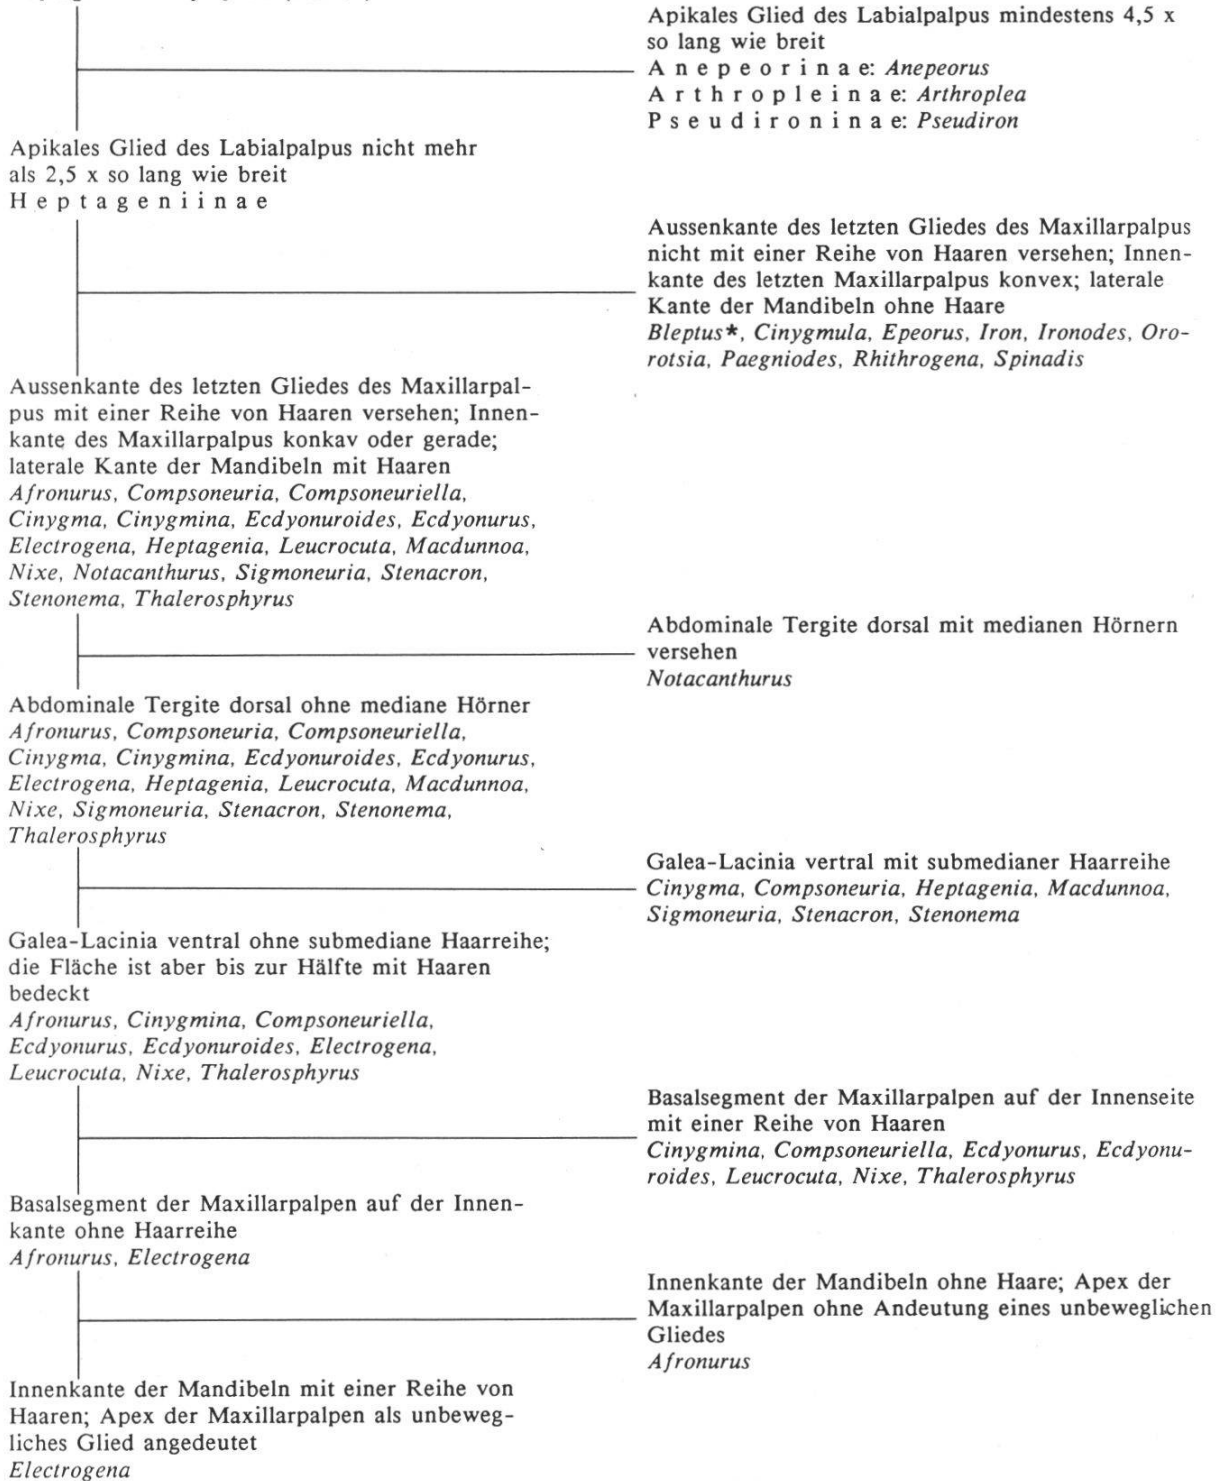 Apikales Glied des Labialpalpus mindestens 4,5 x
so lang wie breit
A n e p e o r i n a e: Anepeorus
A r t h r o p l e i n a e: Arthroplea
P s e u d i r o n i n a e: Pseudiron
Apikales Glied des Labialpalpus nicht mehr
als 2,5 x so lang wie breit
H e p t a g e n i i n a e
Aussenkante des letzten Gliedes des Maxillarpalpus
nicht mit einer Reihe von Haaren versehen; Innen-
kante des letzten Maxillarpalpus konvex; laterale
Kante der Mandibeln ohne Haare
Bleptus*, Cinygmula, Epeorus, Iron, Ironodes, Oro-
rotsia, Paegniodes, Rhithrogena, Spinadis
Aussenkante des letzten Gliedes des Maxillarpal-
pus mit einer Reihe von Haaren versehen; Innen-
kante des Maxillarpalpus konkav oder gerade;
laterale Kante der Mandibeln mit Haaren
Afronurus, Compsoneuria, Compsoneuriella,
Cinygma, Cinygmina, Ecdyonuroides, Ecdyonurus,
Electrogena, Heptagenia, Leucrocuta, Macdunnoa,
Nixe, Notacanthurus, Sigmoneuria, Stenacron,
Stenonema, Thalerosphyrus
Abdominale Tergite dorsal mit medianen Hörnern
versehen
Notacanthurus
Abdominale Tergite dorsal ohne mediane Hörner
Afronurus, Compsoneuria, Compsoneuriella,
Cinygma, Cinygmina, Ecdyonuroides, Ecdyonurus,
Electrogena, Heptagenia, Leucrocuta, Macdunnoa,
Nixe, Sigmoneuria, Stenacron, Stenonema,
Thalerosphyrus
Galea-Lacinia vertral mit submedianer Haarreihe
Cinygma, Compsoneuria, Heptagenia, Macdunnoa,
Sigmoneuria, Stenacron, Stenonema
Galea-Lacinia ventral ohne submediane Haarreihe;
die Fläche ist aber bis zur Hälfte mit Haaren
bedeckt
Afronurus, Cinygmina, Compsoneuriella,
Ecdyonurus, Ecdyonuroides, Electrogena,
Leucrocuta, Nixe, Thalerosphyrus
Basalsegment der Maxillarpalpen auf der Innenseite
mit einer Reihe von Haaren
Cinygmina, Compsoneuriella, Ecdyonurus, Ecdyonu-
roides, Leucrocuta, Nixe, Thalerosphyrus
Basalsegment der Maxillarpalpen auf der Innen-
kante ohne Haarreihe
Afronurus, Electrogena
Innenkante der Mandibeln ohne Haare; Apex der
Maxillarpalpen ohne Andeutung eines unbeweglichen
Gliedes
Afronurus
Innenkante der Mandibeln mit einer Reihe von
Haaren; Apex der Maxillarpalpen als unbeweg-
liches Glied angedeutet
Electrogena